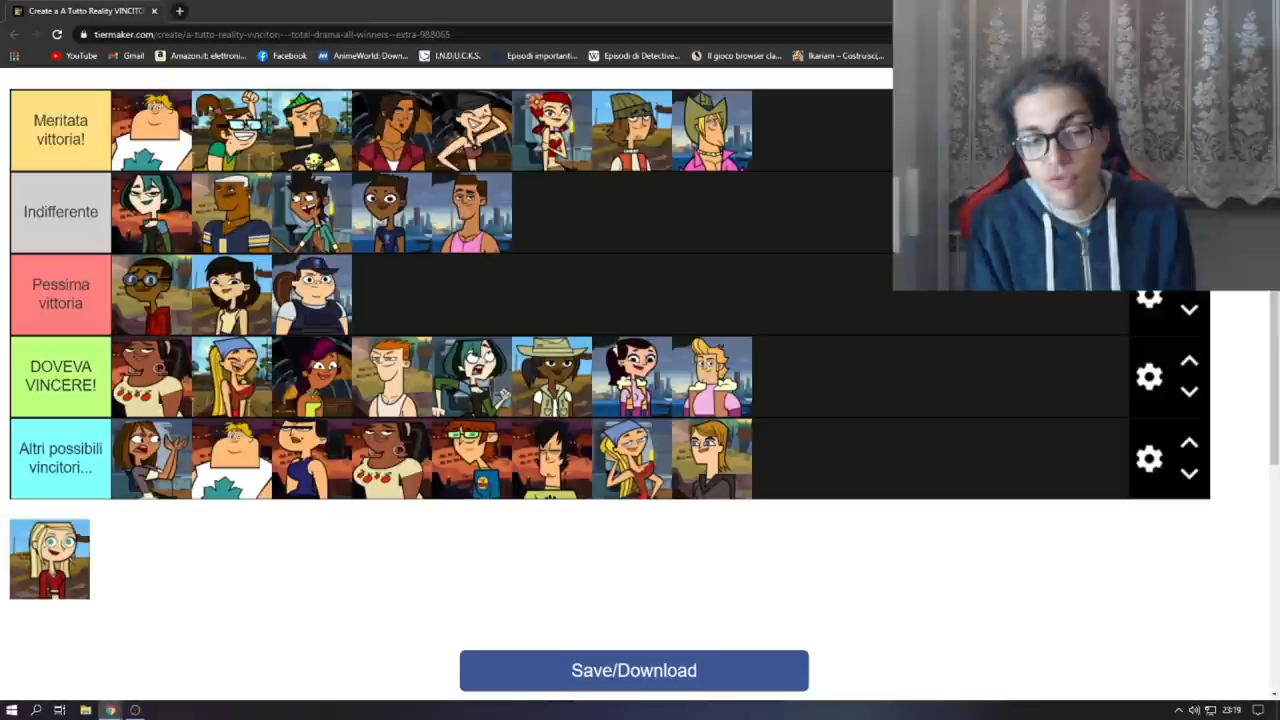 Create a A Tutto Reality VINCITO
tiermaker.com/create/a-tutto-reality-vincitori---total-drama-all-winners--extra-988065
YouTube
Gmail
Amazon.it: elettroni...
Facebook
AnimeWorld: Down...
I.N.D.U.C.K.S.
Episodi importanti...
Episodi di Detective...
Il gioco browser cla...
Ikariam – Costruisci,...
Meritata
vittoria!
Indifferente
Pessima
vittoria
DOVEVA
VINCERE!
Altri possibili
vincitori...
Save/Download
23:19